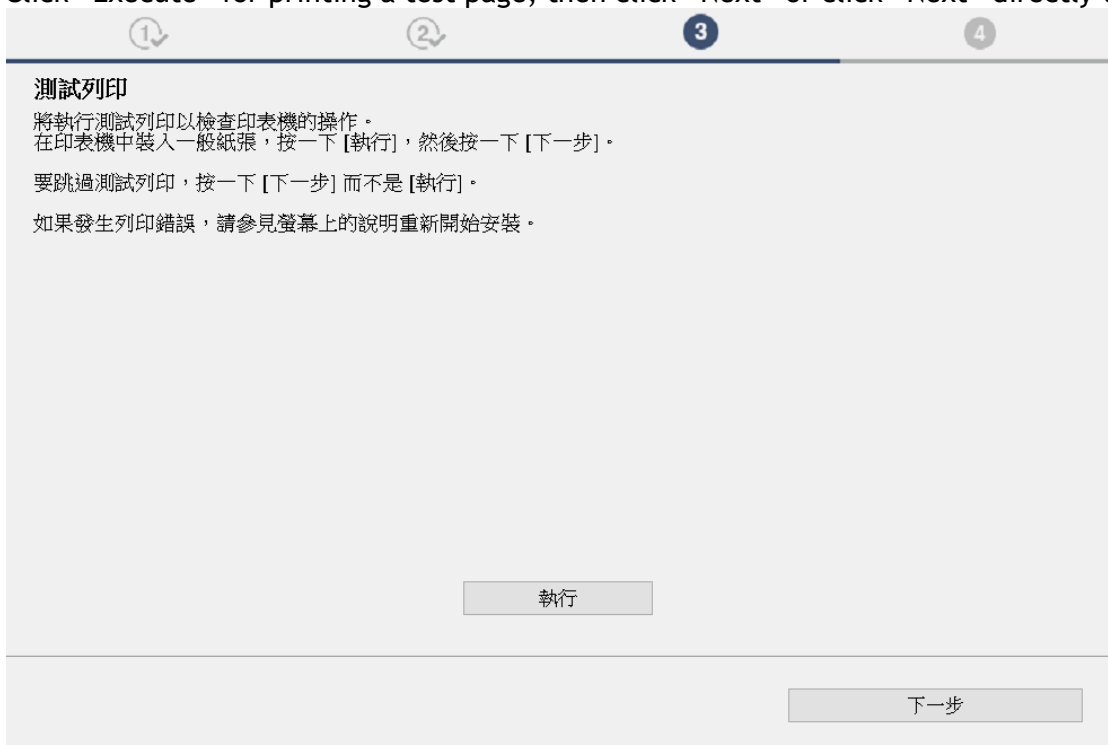 Click "Execute" for printing a test page, then click "Next" or click "Next" directly
1 2 3 4
測試列印
將執行測試列印以檢查印表機的操作。
在印表機中裝入一般紙張，按一下 [執行]，然後按一下 [下一步]。
要跳過測試列印，按一下 [下一步] 而不是 [執行]。
如果發生列印錯誤，請參見螢幕上的說明重新開始安裝。
執行
下一步